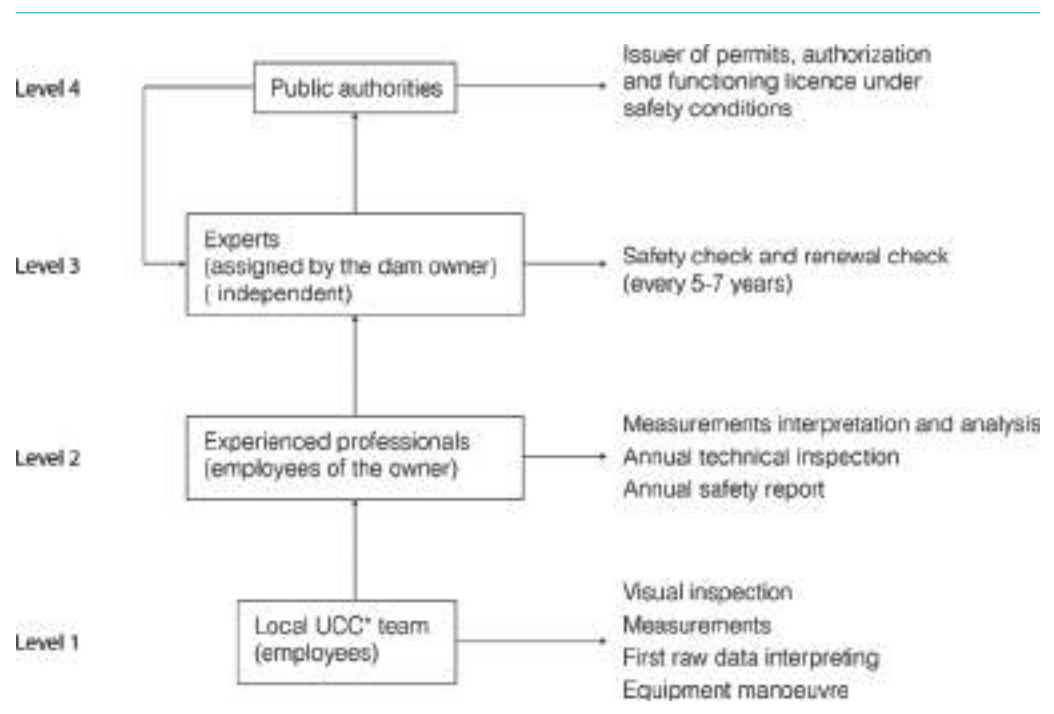 Level 4
Public authorities
Issuer of permits, authorization
and functioning licence under
safety conditions
Level 3
Experts
(assigned by the dam owner)
( independent)
Safety check and renewal check
(every 5-7 years)
Level 2
Experienced professionals
(employees of the owner)
Measurements interpretation and analysis
Annual technical inspection
Annual safety report
Level 1
Local UCC* team
(employees)
Visual inspection
Measurements
First raw data interpreting
Equipment manoeuvre